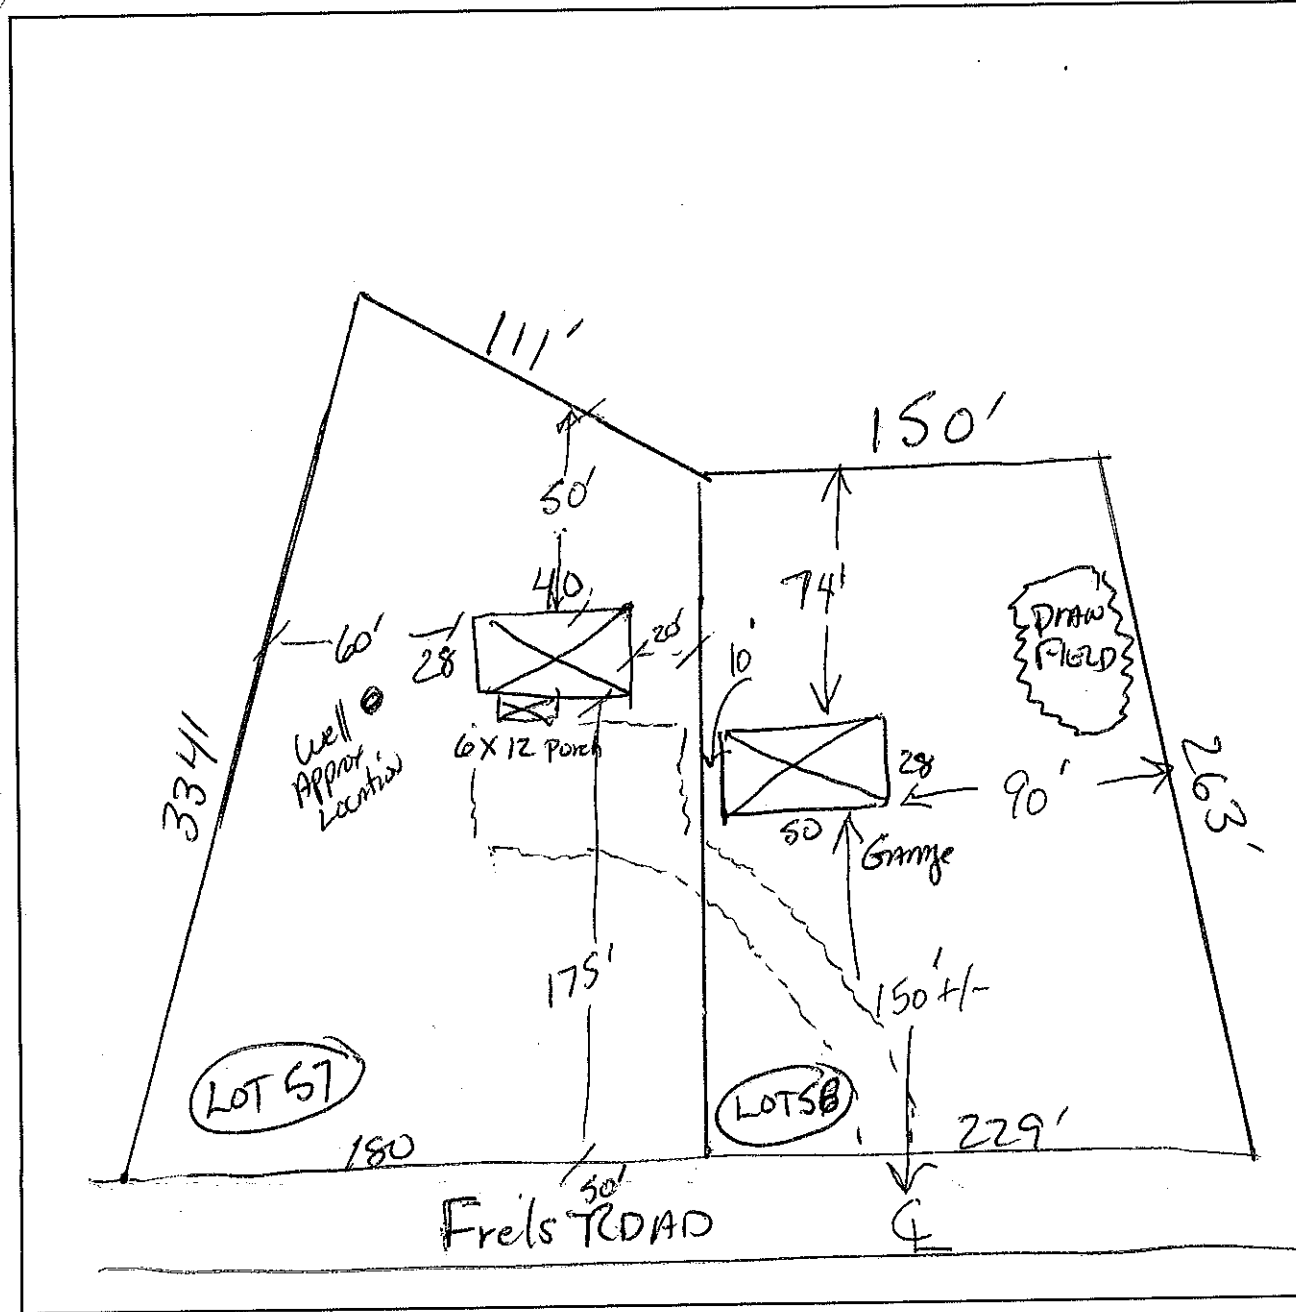 111'
150'
50'
74'
40
60'
28'
20'
10'
DRAW
FIELD
Well
Approx
Location
6 X 12 Porch
334'
28
90'
263'
50
Garage
175'
150' +/-
LOT 57
LOT 58
180
229'
50'
Frels ROAD
CL